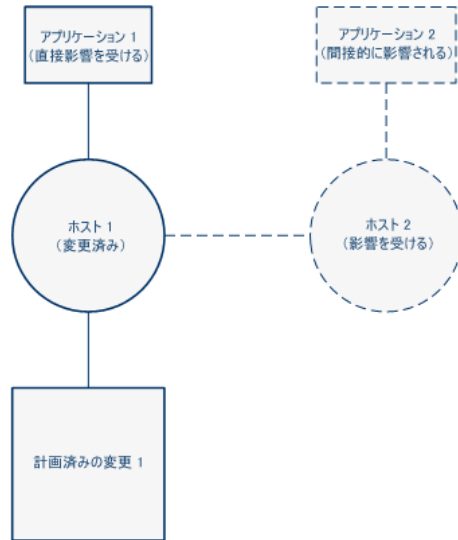 アプリケーション 1
（直接影響を受ける）
アプリケーション 2
（間接的に影響される）
ホスト 1
（変更済み）
ホスト 2
（影響を受ける）
計画済みの変更 1